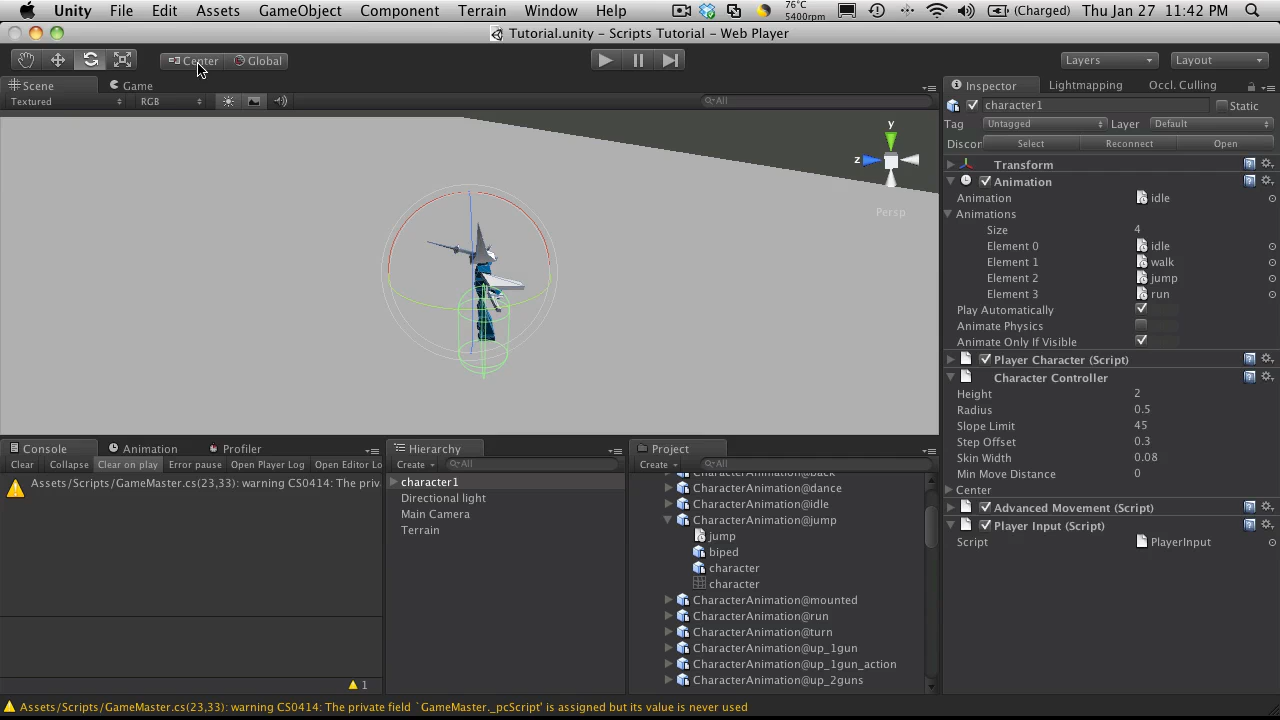 Unity File Edit Assets GameObject Component Terrain Window Help 76°C 5400rpm (Charged) Thu Jan 27 11:42 PM
Tutorial.unity – Scripts Tutorial – Web Player
Center Global Layers Layout
Scene Game
Textured RGB All
y
z
Persp
Console Animation Profiler
Clear Collapse Clear on play Error pause Open Player Log Open Editor Lo
Assets/Scripts/GameMaster.cs(23,33): warning CS0414: The priv
1
Hierarchy
Create All
character1
Directional light
Main Camera
Terrain
Project
Create All
CharacterAnimation@back
CharacterAnimation@dance
CharacterAnimation@idle
CharacterAnimation@jump
jump
biped
character
character
CharacterAnimation@mounted
CharacterAnimation@run
CharacterAnimation@turn
CharacterAnimation@up_1gun
CharacterAnimation@up_1gun_action
CharacterAnimation@up_2guns
Inspector Lightmapping Occl. Culling
character1 Static
Tag Untagged Layer Default
Discor Select Reconnect Open
Transform
Animation
Animation idle
Animations
Size 4
Element 0 idle
Element 1 walk
Element 2 jump
Element 3 run
Play Automatically
Animate Physics
Animate Only If Visible
Player Character (Script)
Character Controller
Height 2
Radius 0.5
Slope Limit 45
Step Offset 0.3
Skin Width 0.08
Min Move Distance 0
Center
Advanced Movement (Script)
Player Input (Script)
Script PlayerInput
Assets/Scripts/GameMaster.cs(23,33): warning CS0414: The private field `GameMaster._pcScript' is assigned but its value is never used